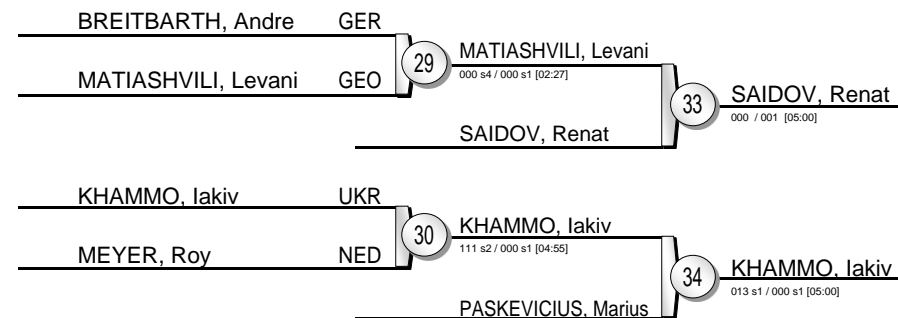 BREITBARTH, Andre GER
29 MATIASHVILI, Levani
000 s4 / 000 s1 [02:27]
MATIASHVILI, Levani GEO
33 SAIDOV, Renat
000 / 001 [05:00]
SAIDOV, Renat
KHAMMO, Iakiv UKR
30 KHAMMO, Iakiv
111 s2 / 000 s1 [04:55]
MEYER, Roy NED
34 KHAMMO, Iakiv
013 s1 / 000 s1 [05:00]
PASKEVICIUS, Marius